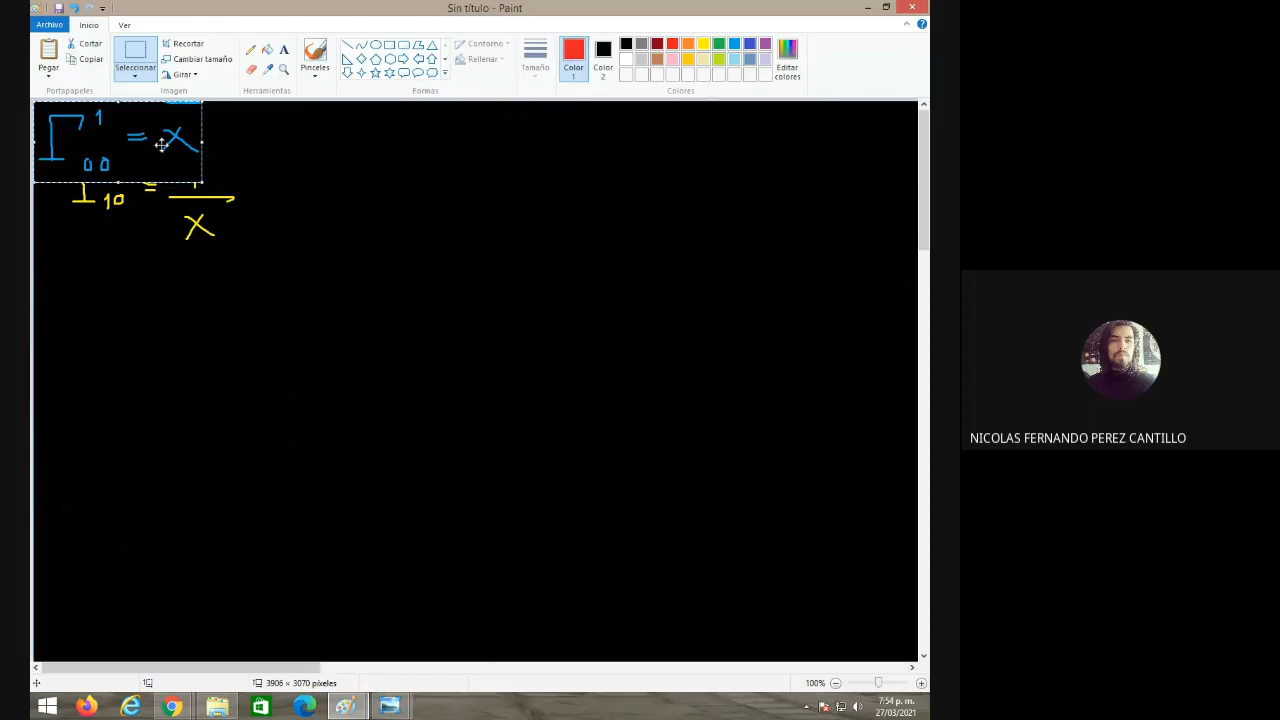 Sin título - Paint
Archivo Inicio Ver
Pegar
Cortar
Copiar
Portapapeles
Seleccionar
Recortar
Cambiar tamaño
Girar
Imagen
A
Herramientas
Pinceles
Contorno
Rellenar
Formas
Tamaño
Color 1
Color 2
Editar colores
Colores
Γ¹₀₀ = x
₁₀ =
x
NICOLAS FERNANDO PEREZ CANTILLO
3906 × 3070 píxeles
100%
7:54 p. m.
27/03/2021